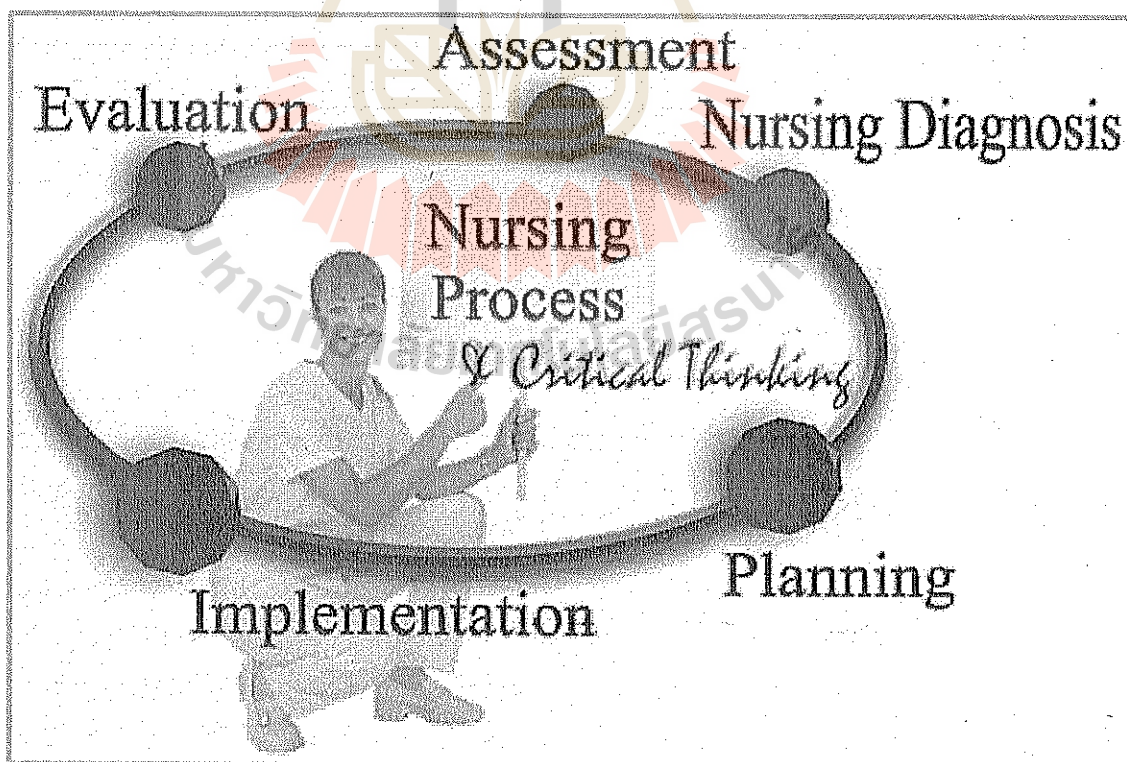 Assessment
Evaluation
Nursing Diagnosis
Nursing
Process
& Critical Thinking
Planning
Implementation